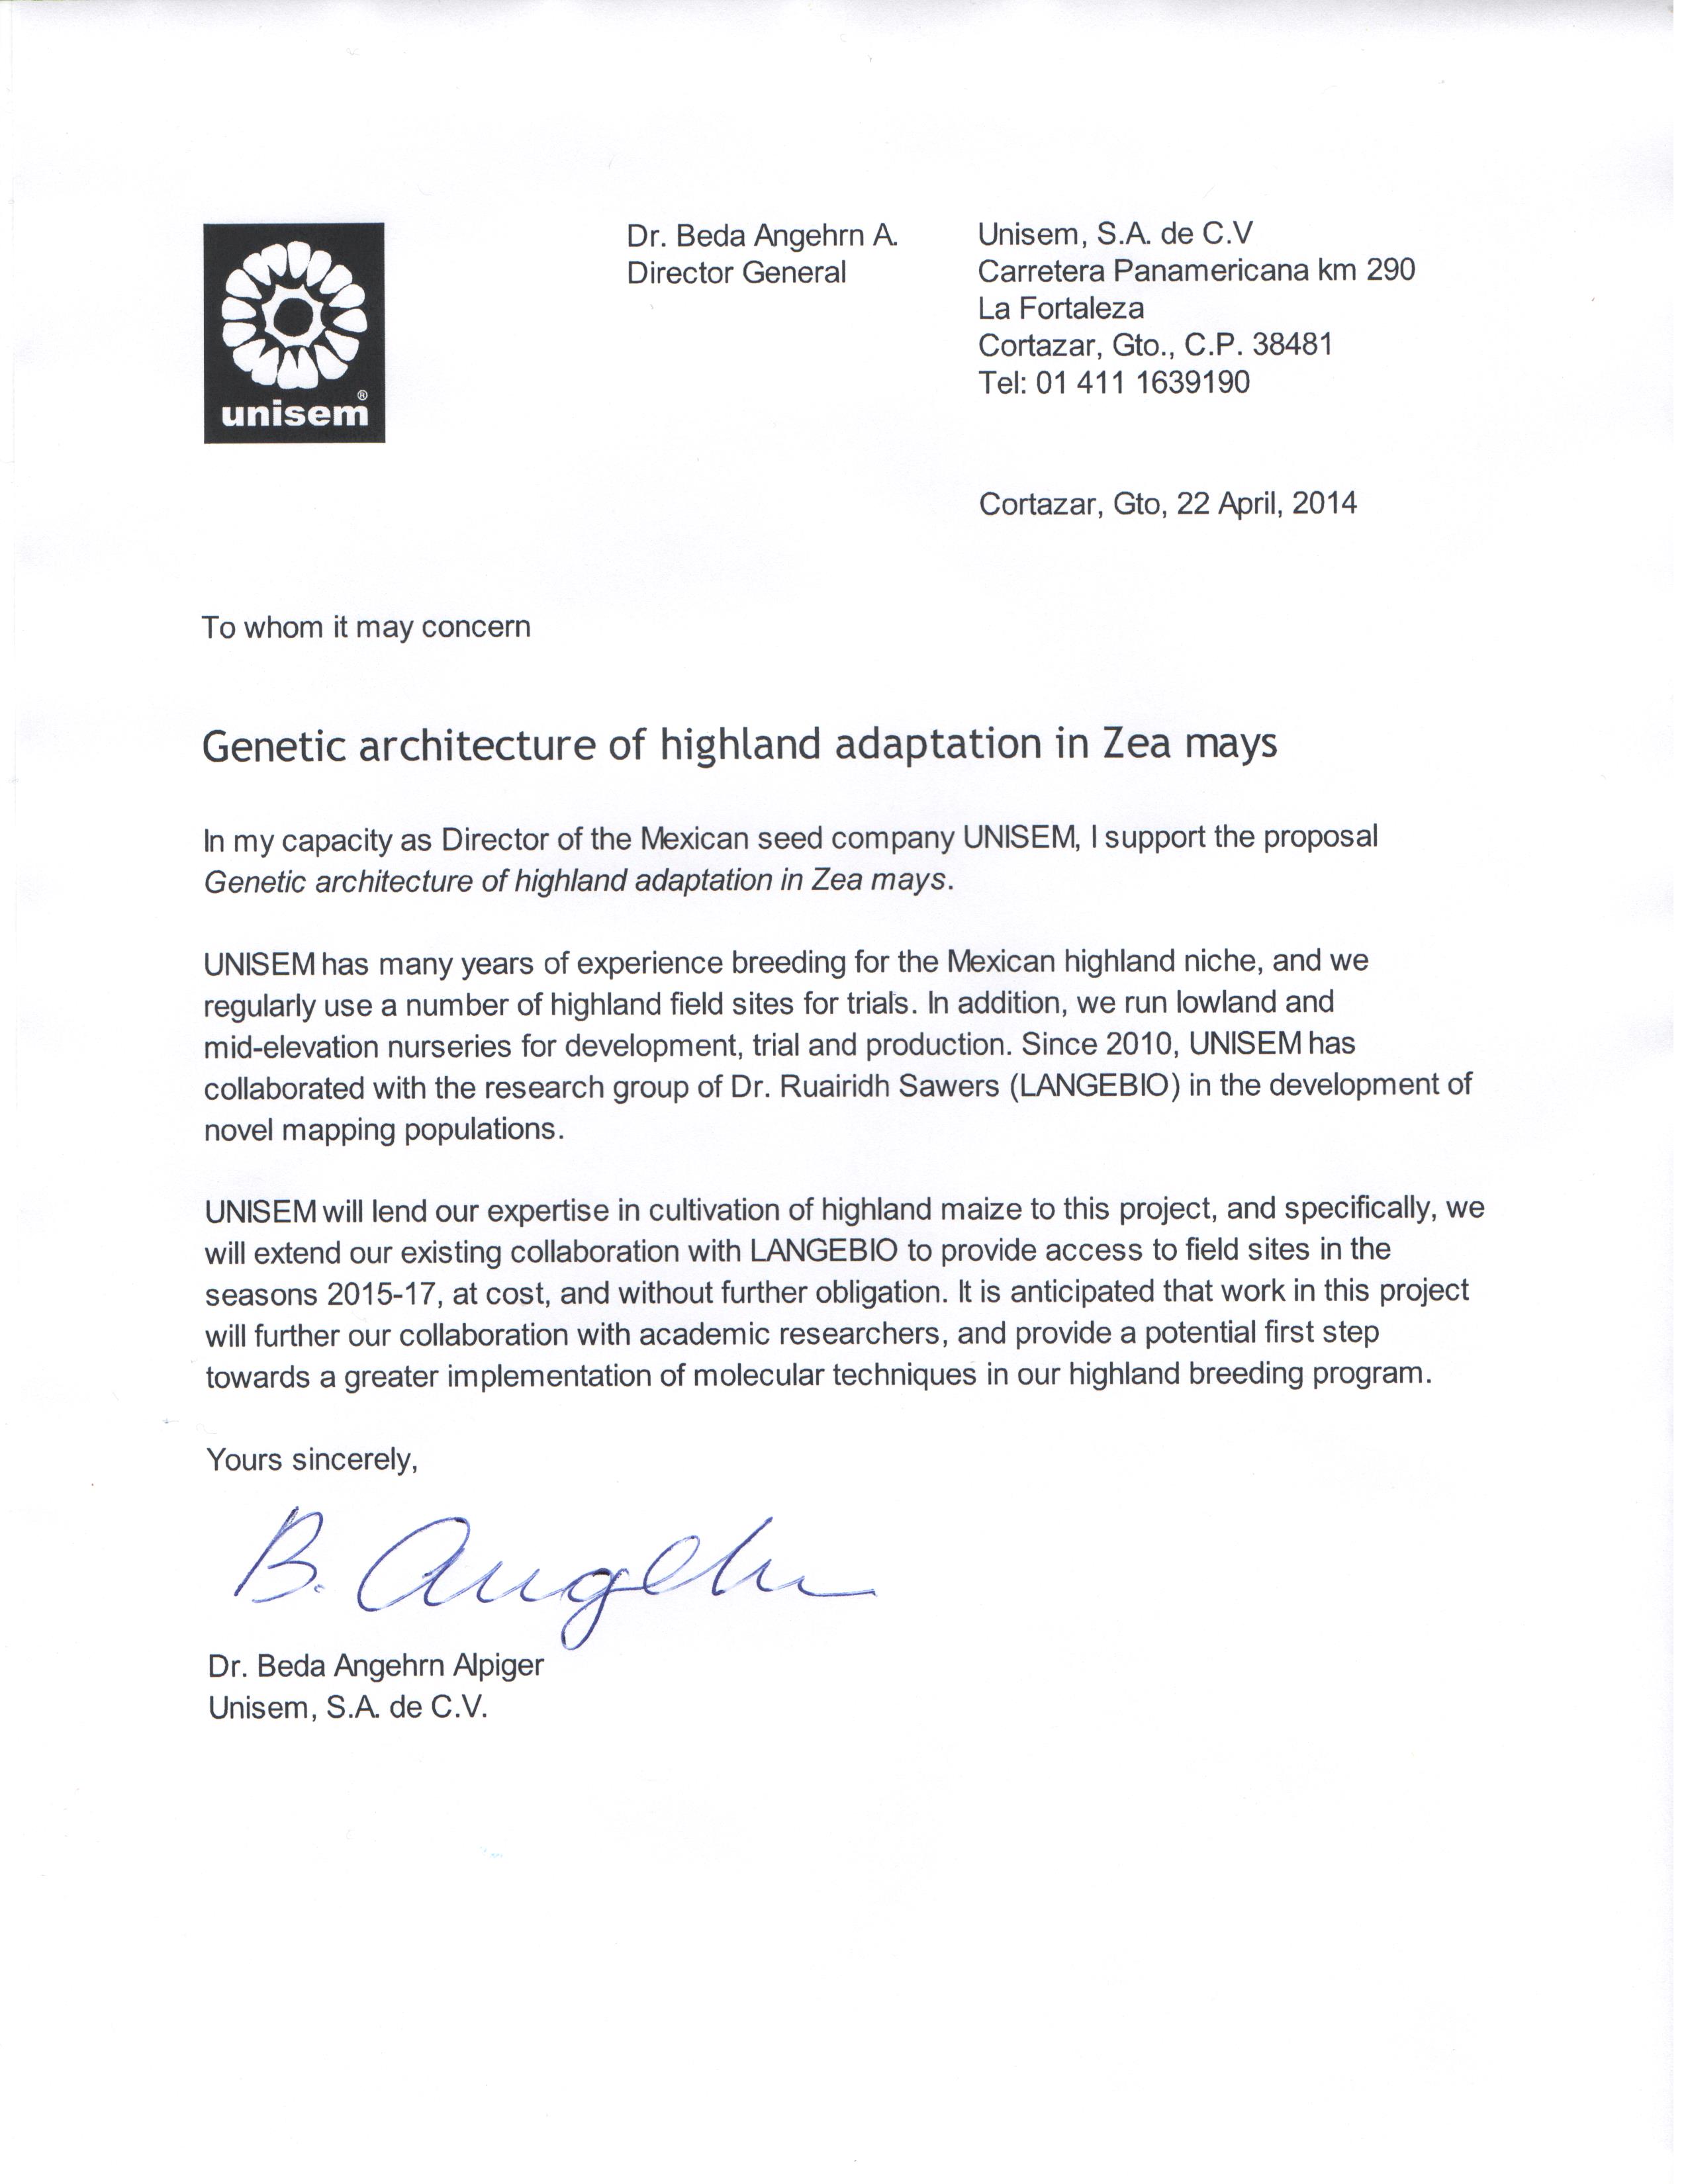 unisem®
Dr. Beda Angehrn A.
Director General
Unisem, S.A. de C.V
Carretera Panamericana km 290
La Fortaleza
Cortazar, Gto., C.P. 38481
Tel: 01 411 1639190
Cortazar, Gto, 22 April, 2014
To whom it may concern
Genetic architecture of highland adaptation in Zea mays
In my capacity as Director of the Mexican seed company UNISEM, I support the proposal
Genetic architecture of highland adaptation in Zea mays.
UNISEM has many years of experience breeding for the Mexican highland niche, and we
regularly use a number of highland field sites for trials. In addition, we run lowland and
mid-elevation nurseries for development, trial and production. Since 2010, UNISEM has
collaborated with the research group of Dr. Ruairidh Sawers (LANGEBIO) in the development of
novel mapping populations.
UNISEM will lend our expertise in cultivation of highland maize to this project, and specifically, we
will extend our existing collaboration with LANGEBIO to provide access to field sites in the
seasons 2015-17, at cost, and without further obligation. It is anticipated that work in this project
will further our collaboration with academic researchers, and provide a potential first step
towards a greater implementation of molecular techniques in our highland breeding program.
Yours sincerely,
B. Angehrn
Dr. Beda Angehrn Alpiger
Unisem, S.A. de C.V.